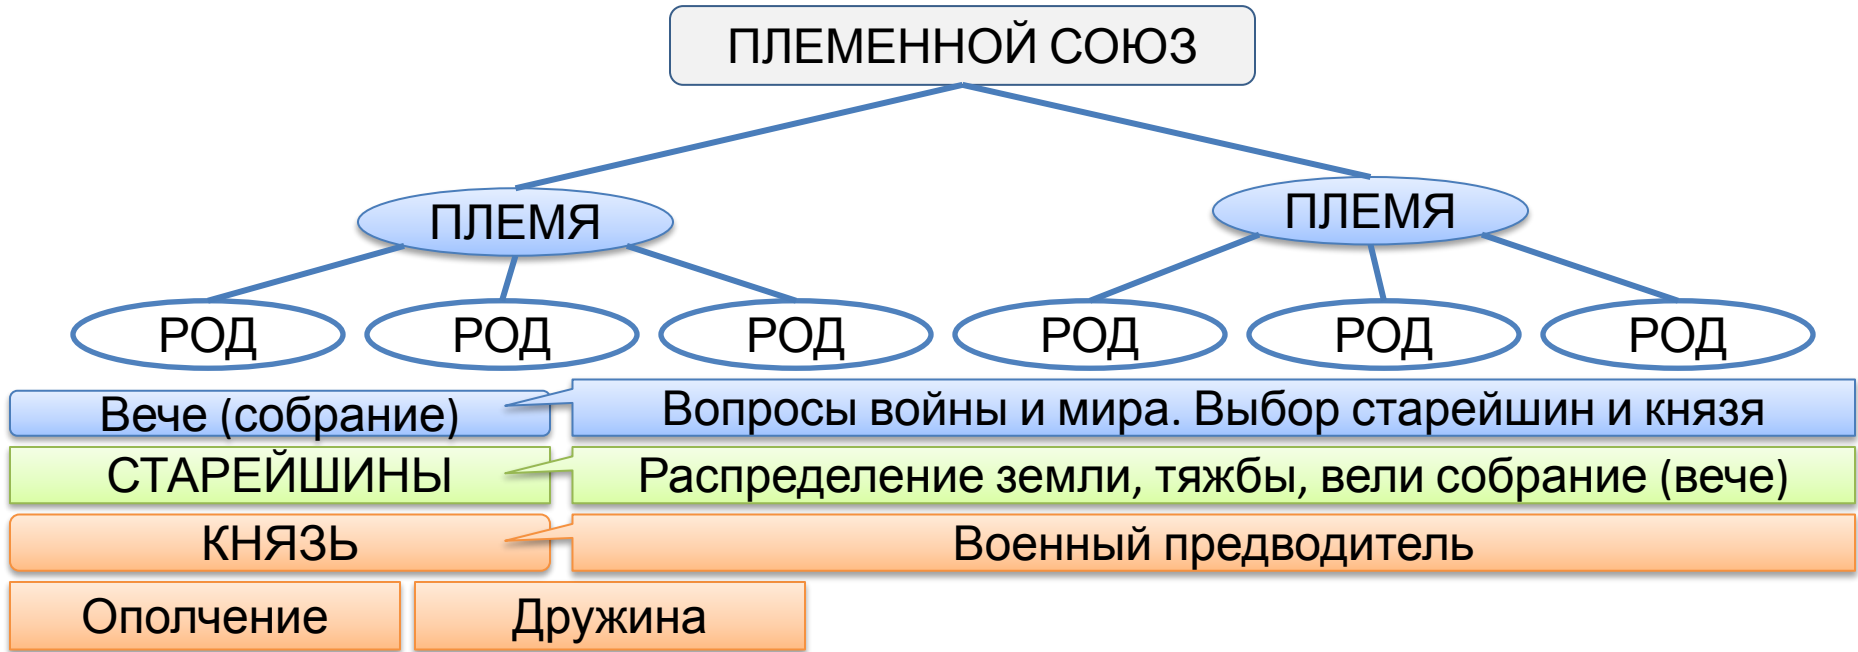 ПЛЕМЕННОЙ СОЮЗ
ПЛЕМЯ
ПЛЕМЯ
РОД
РОД
РОД
РОД
РОД
РОД
Вече (собрание)
Вопросы войны и мира. Выбор старейшин и князя
СТАРЕЙШИНЫ
Распределение земли, тяжбы, вели собрание (вече)
КНЯЗЬ
Военный предводитель
Ополчение
Дружина